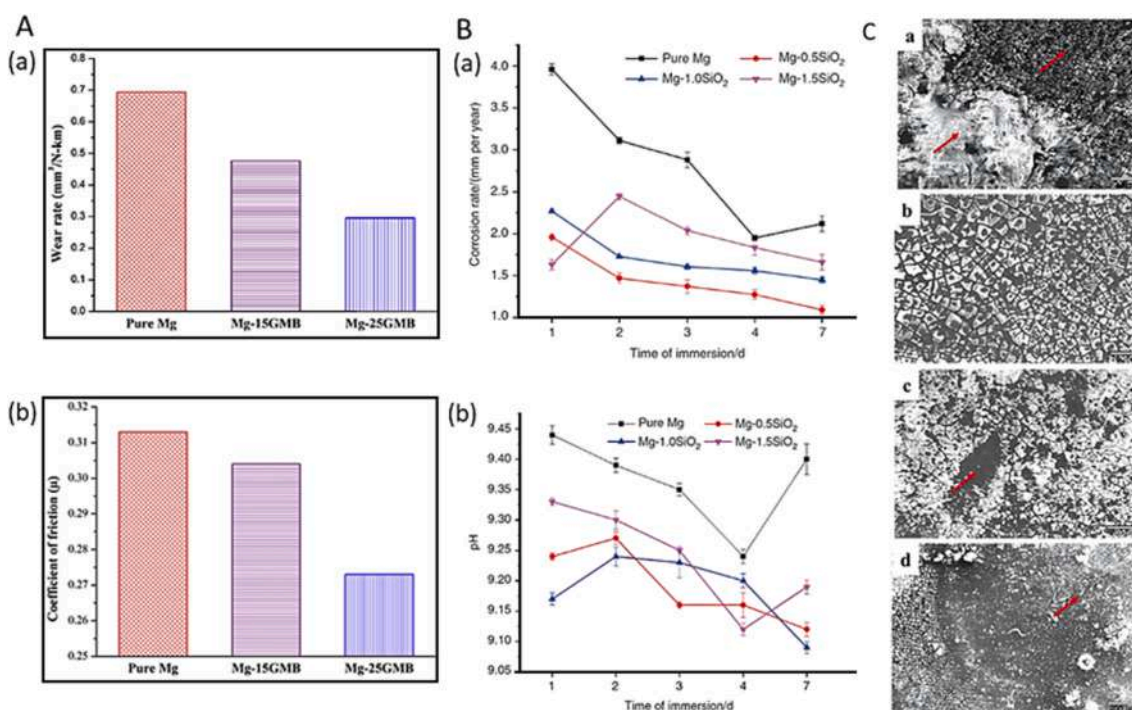 A
(a)
Wear rate (mm³/N-km)
0.8
0.7
0.6
0.5
0.4
0.3
0.2
0.1
0.0
Pure Mg
Mg-15GMB
Mg-25GMB
(b)
Coefficient of friction (μ)
0.32
0.31
0.30
0.29
0.28
0.27
0.26
0.25
Pure Mg
Mg-15GMB
Mg-25GMB
B
(a)
Pure Mg
Mg-0.5SiO₂
Mg-1.0SiO₂
Mg-1.5SiO₂
Corrosion rate/(mm per year)
4.0
3.5
3.0
2.5
2.0
1.5
1.0
1
2
3
4
7
Time of immersion/d
(b)
Pure Mg
Mg-0.5SiO₂
Mg-1.0SiO₂
Mg-1.5SiO₂
pH
9.45
9.40
9.35
9.30
9.25
9.20
9.15
9.10
9.05
1
2
3
4
7
Time of immersion/d
C
a
b
c
d